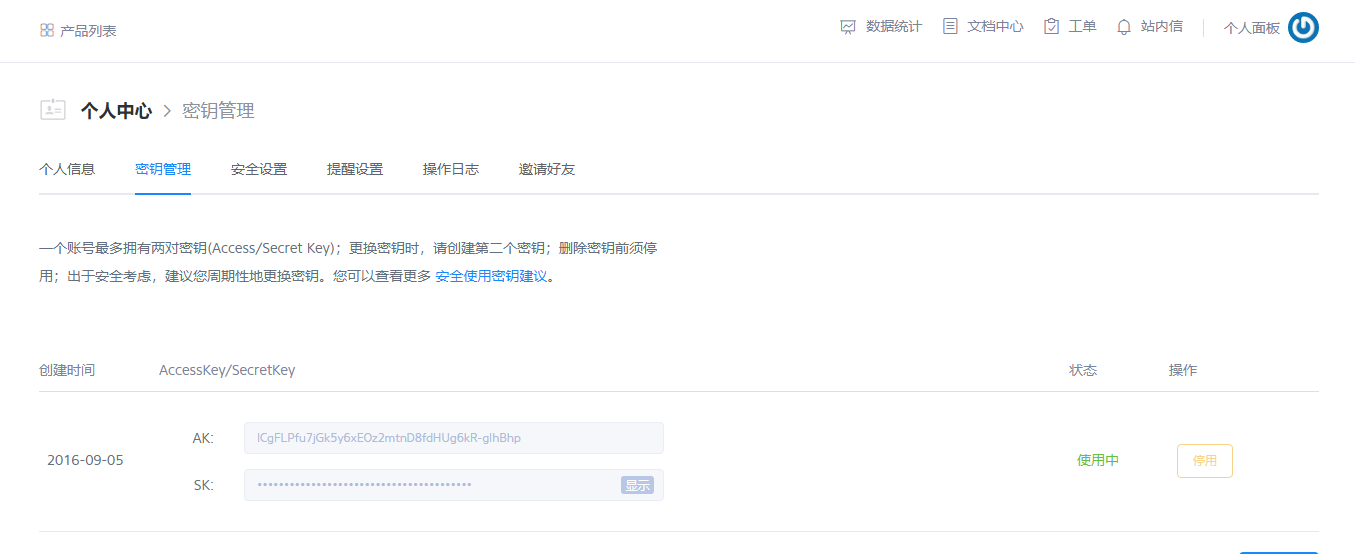 产品列表 数据统计 文档中心 工单 站内信 个人面板
个人中心 > 密钥管理
个人信息 密钥管理 安全设置 提醒设置 操作日志 邀请好友
一个账号最多拥有两对密钥(Access/Secret Key)；更换密钥时，请创建第二个密钥；删除密钥前须停
用；出于安全考虑，建议您周期性地更换密钥。您可以查看更多 安全使用密钥建议。
创建时间 AccessKey/SecretKey 状态 操作
AK: ICgFLPfu7jGk5y6xEOz2mtnD8fdHUg6kR-glhBhp
2016-09-05 使用中 停用
SK: •••••••••••••••••••••••••••••••••••••••• 显示